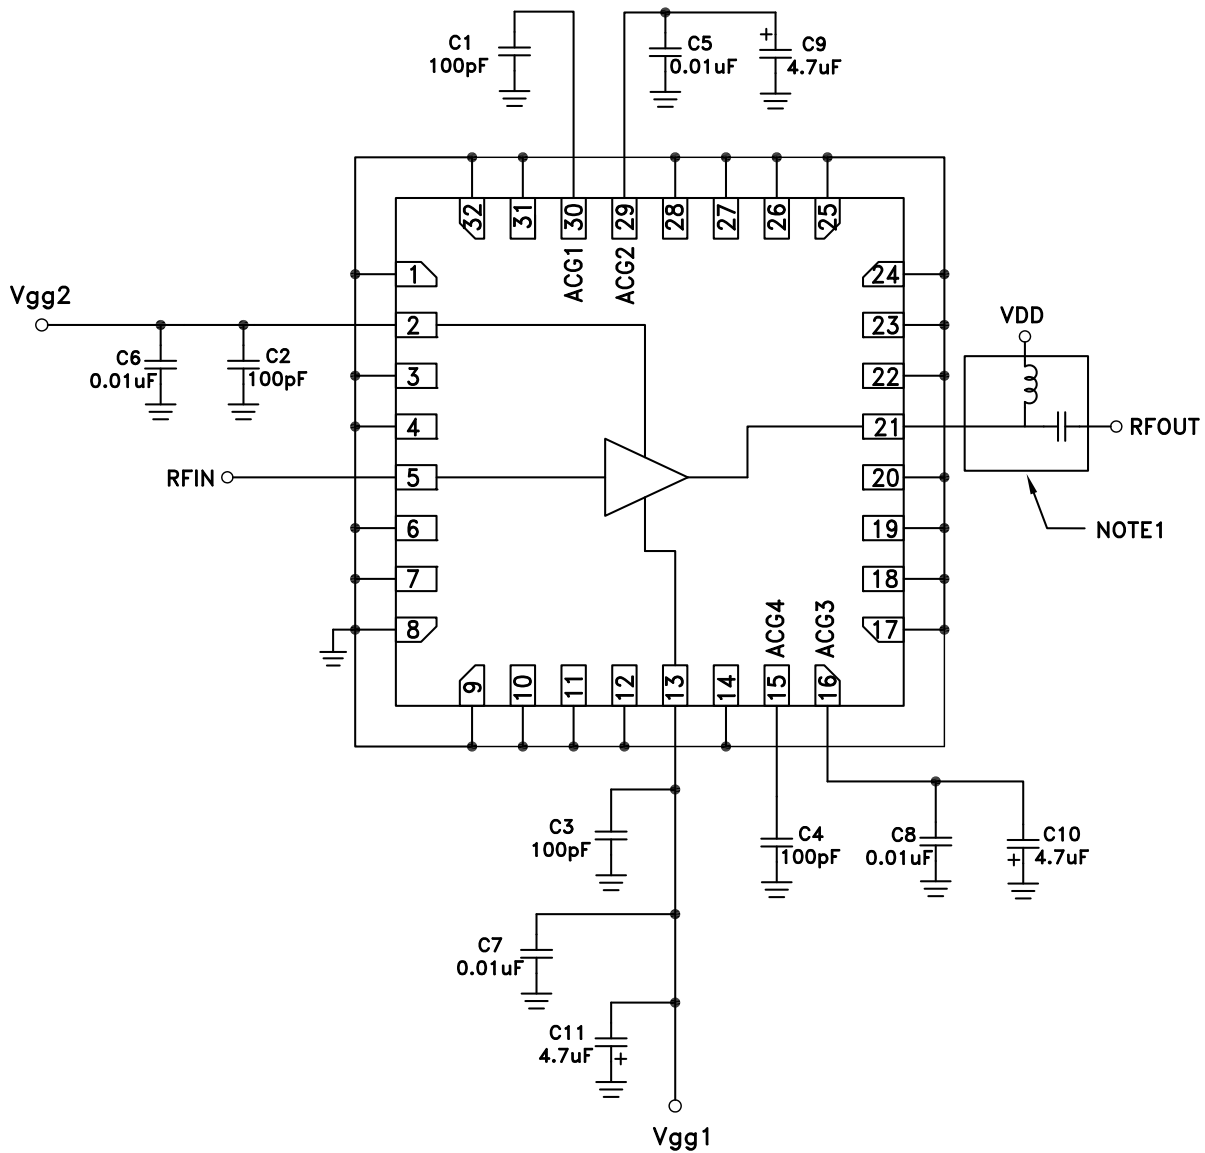 C1
100pF
C5
0.01uF
+
C9
4.7uF
32
31
30
29
28
27
26
25
ACG1
ACG2
Vgg2
C6
0.01uF
C2
100pF
RFIN
1
2
3
4
5
6
7
8
24
23
22
21
20
19
18
17
VDD
RFOUT
NOTE1
ACG4
ACG3
9
10
11
12
13
14
15
16
C3
100pF
C4
100pF
C8
0.01uF
C10
+
4.7uF
C7
0.01uF
C11
4.7uF
+
Vgg1